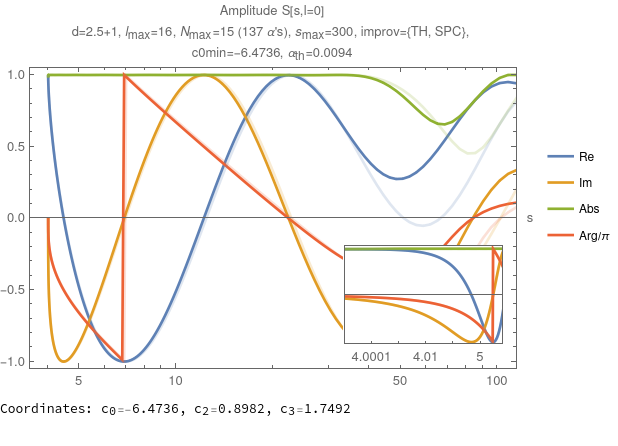 Amplitude S[s,l=0]
d=2.5+1, lmax=16, Nmax=15 (137 α's), smax=300, improv={TH, SPC},
c0min=-6.4736, αth=0.0094
1.0
0.5
0.0
-0.5
-1.0
5
10
50
100
s
4.0001
4.01
5
Re
Im
Abs
Arg/π
Coordinates: c0=-6.4736, c2=0.8982, c3=1.7492